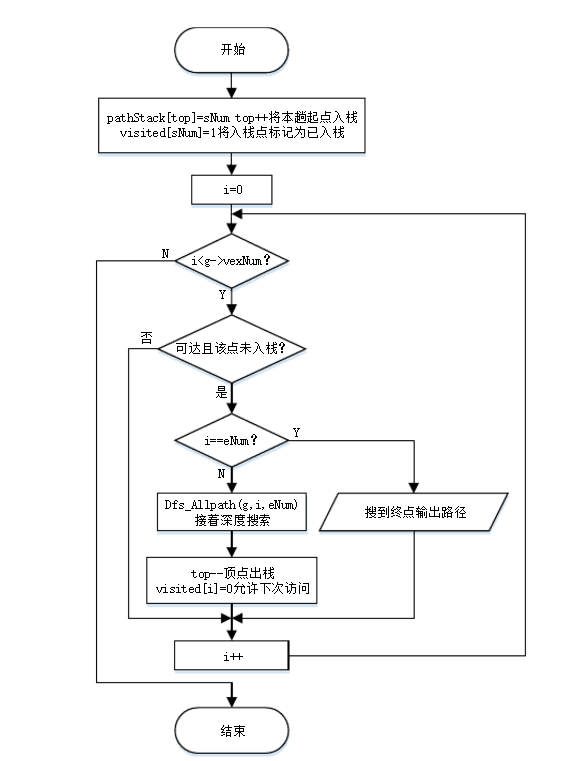 开始
pathStack[top]=sNum top++将本趟起点入栈
visited[sNum]=1将入栈点标记为已入栈
i=0
i<g->vexNum?
N
Y
可达且该点未入栈?
否
是
i==eNum?
Y
N
Dfs_Allpath(g,i,eNum)
接着深度搜索
搜到终点输出路径
top--顶点出栈
visited[i]=0允许下次访问
i++
结束